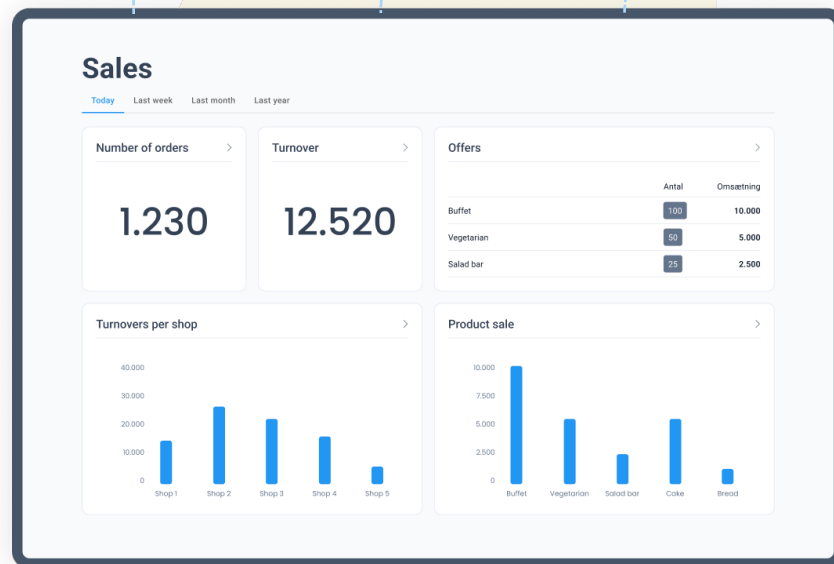 Sales
Today Last week Last month Last year
Number of orders
1.230
Turnover
12.520
Offers
Antal Omsætning
Buffet 100 10.000
Vegetarian 50 5.000
Salad bar 25 2.500
Turnovers per shop
40.000
30.000
20.000
10.000
0
Shop 1 Shop 2 Shop 3 Shop 4 Shop 5
Product sale
10.000
7.500
5.000
2.500
0
Buffet Vegetarian Salad bar Cake Bread